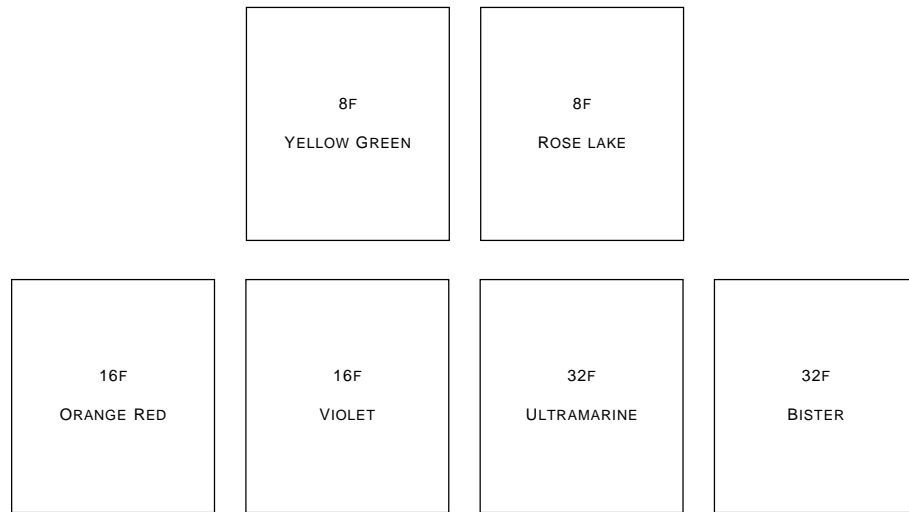 8F
YELLOW GREEN
8F
ROSE LAKE
16F
ORANGE RED
16F
VIOLET
32F
ULTRAMARINE
32F
BISTER